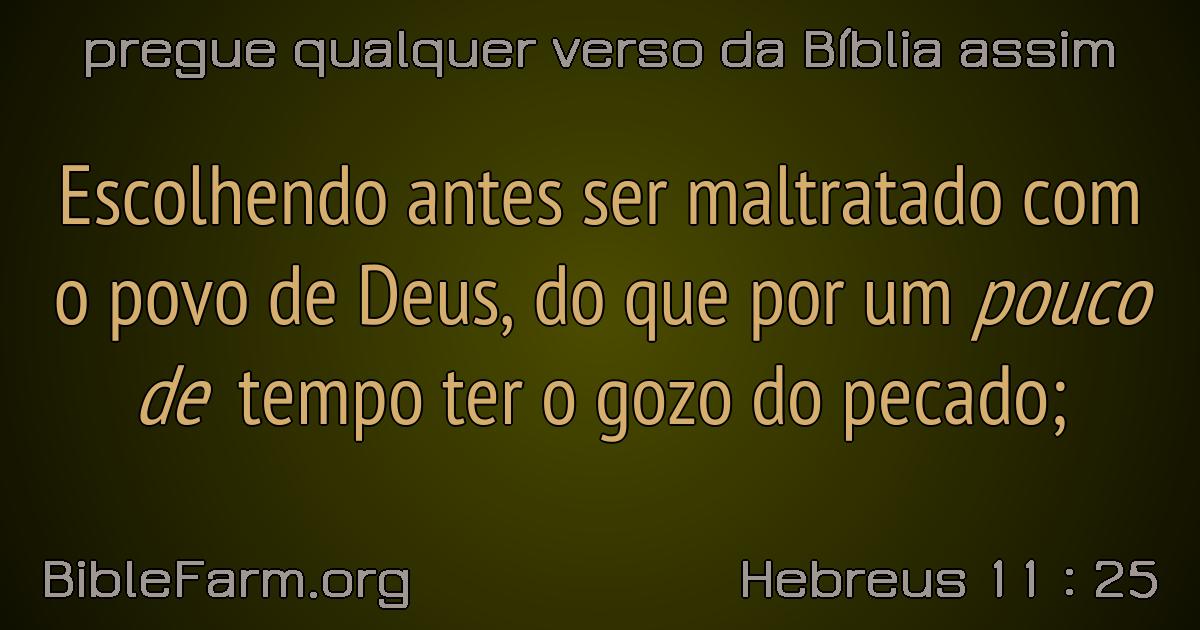 pregue qualquer verso da Bíblia assim
Escolhendo antes ser maltratado com
o povo de Deus, do que por um pouco
de tempo ter o gozo do pecado;
BibleFarm.org
Hebreus 11 : 25